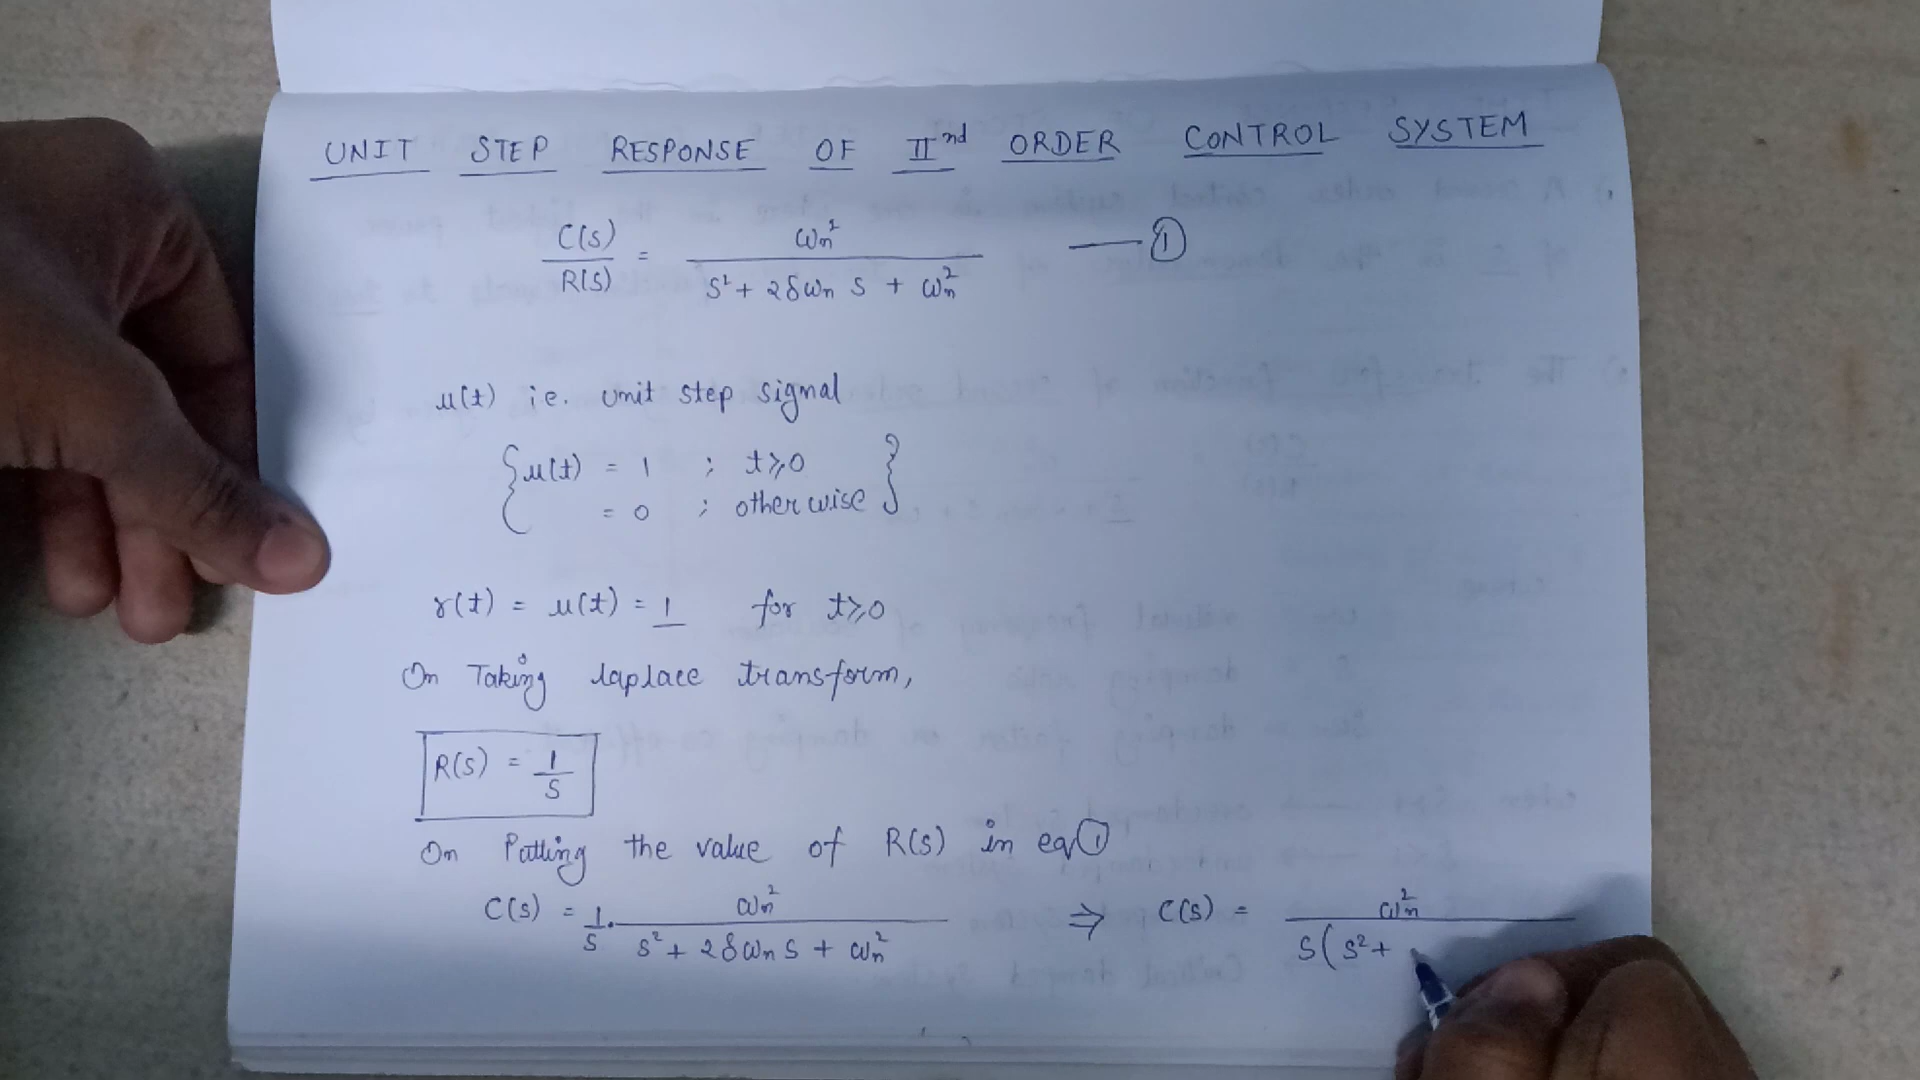 UNIT STEP RESPONSE OF IInd ORDER CONTROL SYSTEM
C(s)/R(s) = ωn²/(s² + 2δωn s + ωn²) —①
u(t) ie. unit step signal
{u(t) = 1 ; t≥0
= 0 ; otherwise}
r(t) = u(t) = 1 for t≥0
On Taking laplace transform,
R(s) = 1/s
On Putting the value of R(s) in eq①
C(s) = 1/s · ωn²/(s² + 2δωn s + ωn²) ⇒ C(s) = ωn²/(s(s² +